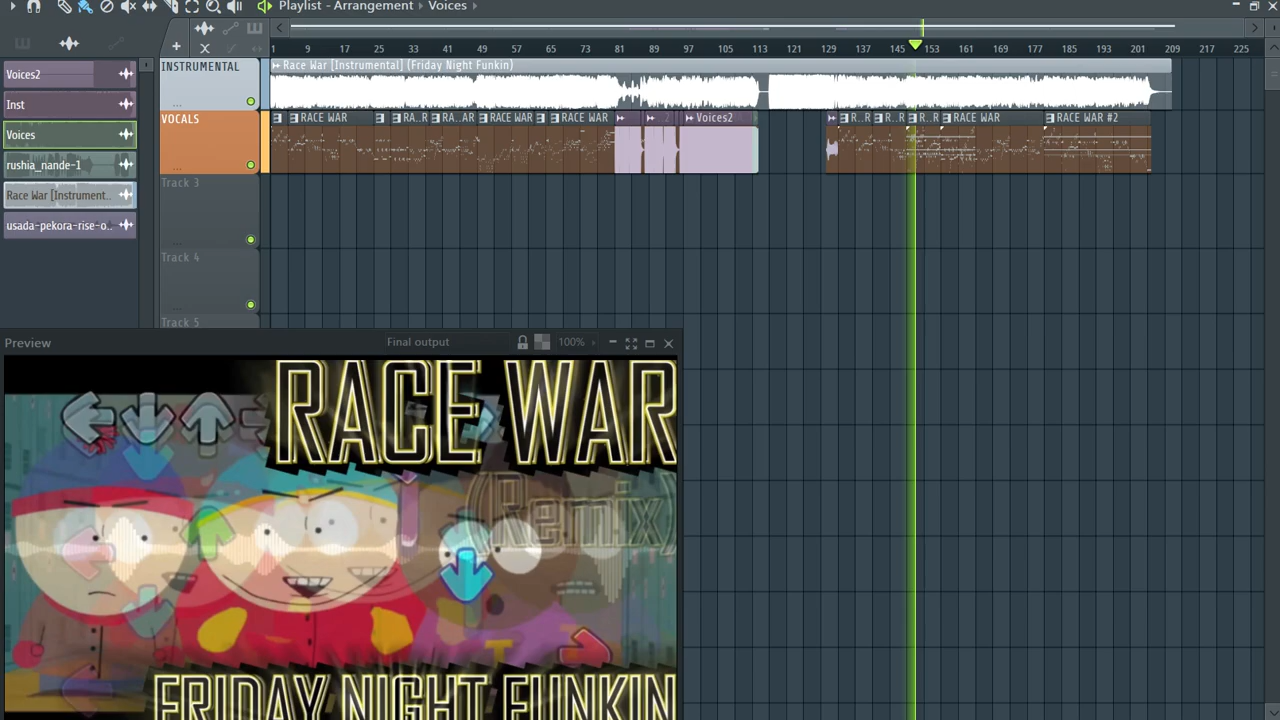 Playlist - Arrangement › Voices ›
1 9 17 25 33 41 49 57 65 73 81 89 97 105 113 121 129 137 145 153 161 169 177 185 193 201 209 217 225
Voices2
Inst
Voices
rushia_nande-1
Race War [Instrument..
usada-pekora-rise-o..
INSTRUMENTAL
Race War [Instrumental] (Friday Night Funkin)
VOCALS
RACE WAR RA..R RA..AR RACE WAR RACE WAR ..2 Voices2 R..R R..R R..R RACE WAR RACE WAR #2
Track 3
Track 4
Track 5
Preview
Final output
100%
RACE WAR
(Remix)
FRIDAY NIGHT FUNKIN